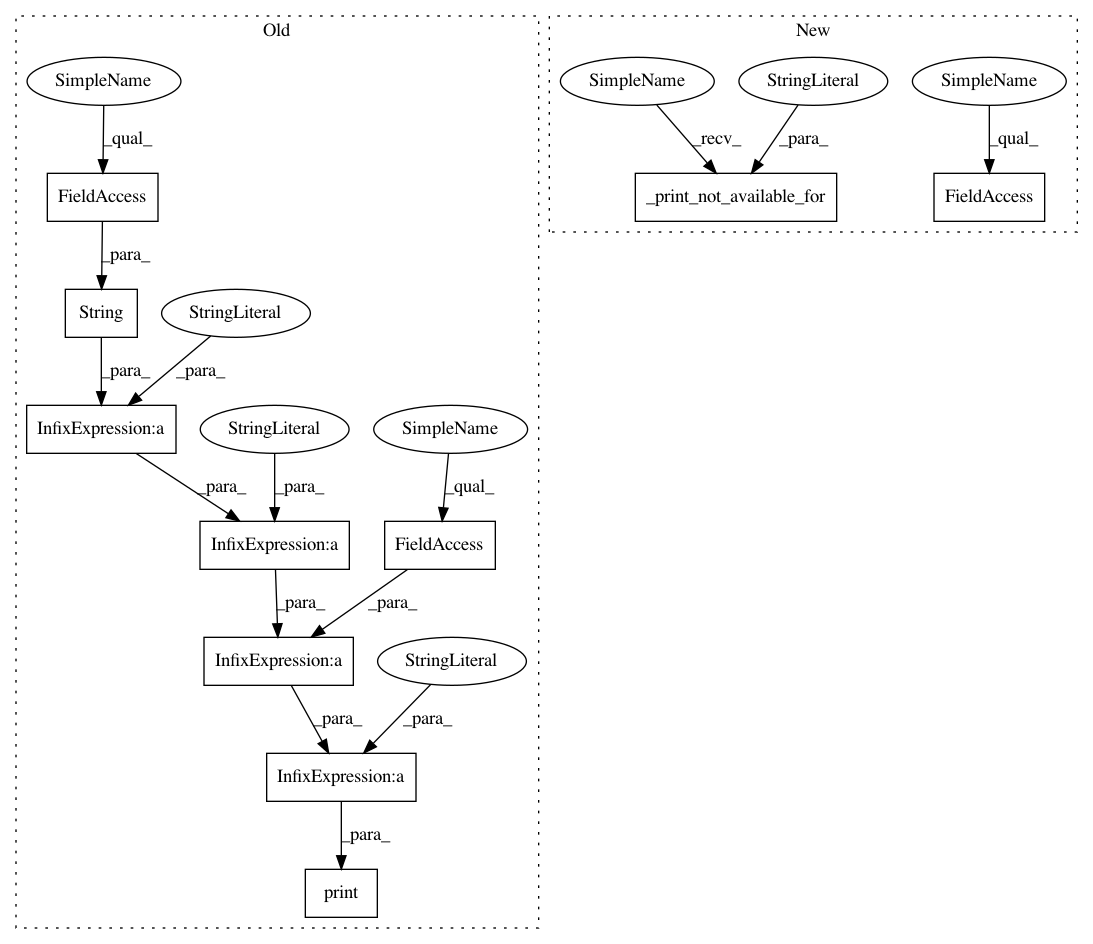 Old
New
SimpleName
SimpleName
StringLiteral
SimpleName
_qual_
_recv_
_para_
_qual_
FieldAccess
_print_not_available_for
FieldAccess
_para_
String
StringLiteral
_para_
_para_
InfixExpression:a
StringLiteral
SimpleName
_para_
_para_
_qual_
InfixExpression:a
FieldAccess
_para_
_para_
InfixExpression:a
StringLiteral
_para_
_para_
InfixExpression:a
_para_
print